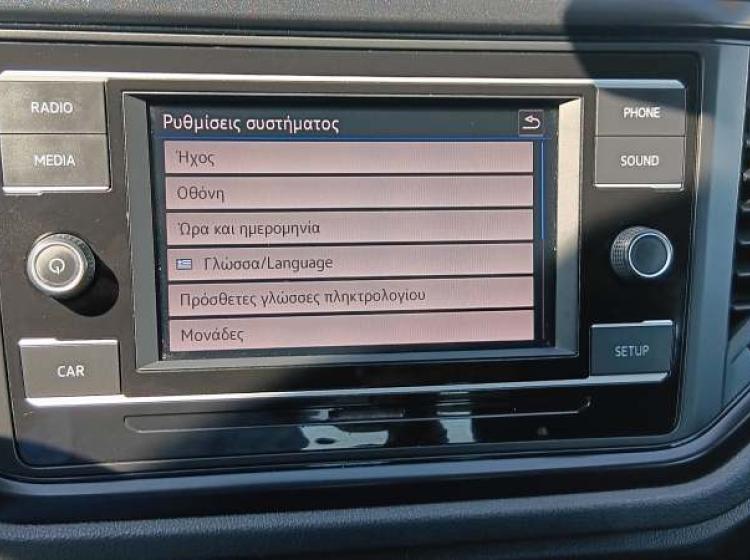 RADIO
MEDIA
CAR
Ρυθμίσεις συστήματος
Ήχος
Οθόνη
Ώρα και ημερομηνία
Γλώσσα/Language
Πρόσθετες γλώσσες πληκτρολογίου
Μονάδες
PHONE
SOUND
SETUP